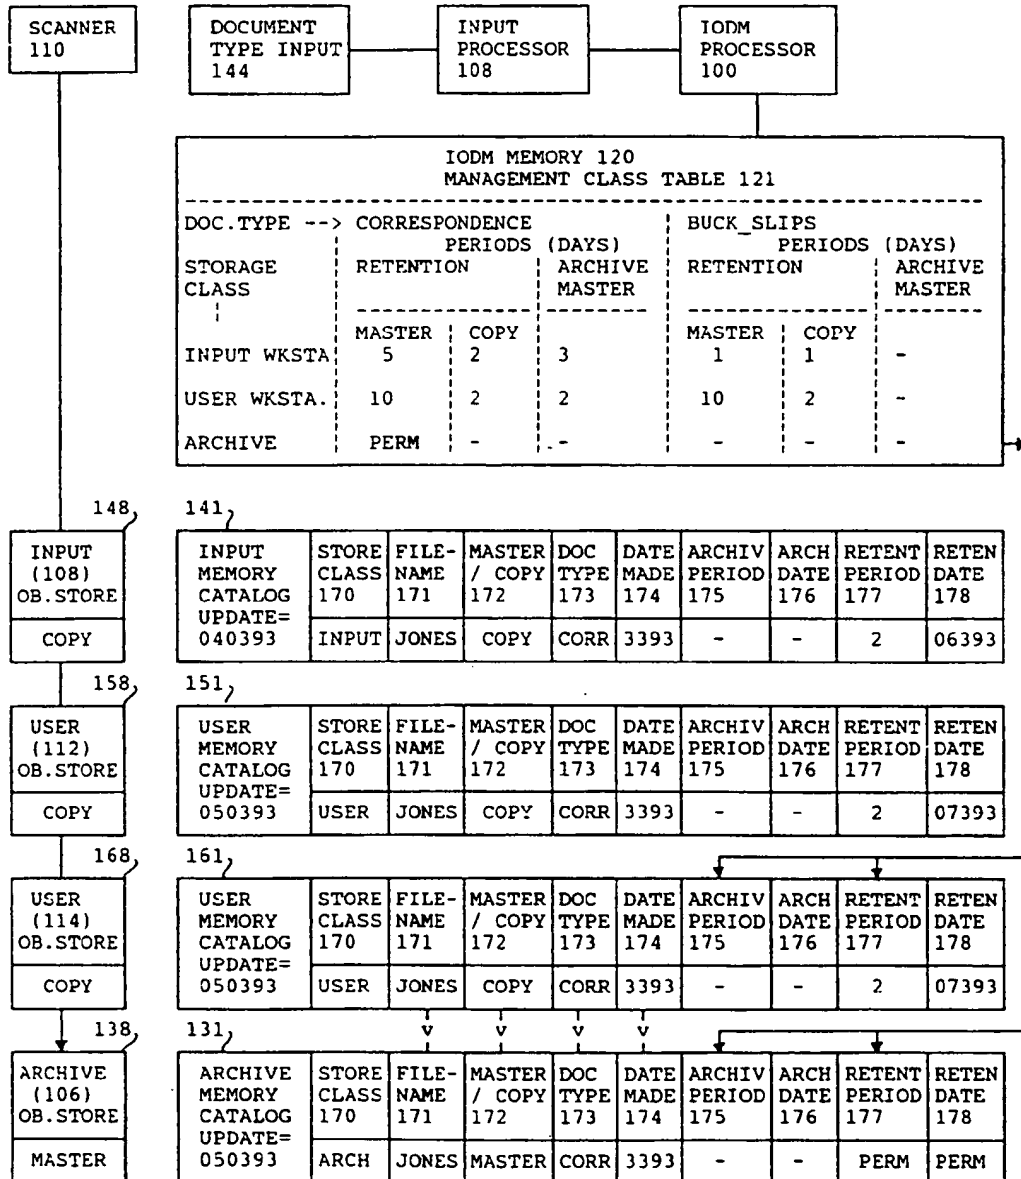 SCANNER
110
DOCUMENT
TYPE INPUT
144
INPUT
PROCESSOR
108
IODM
PROCESSOR
100
IODM MEMORY 120
MANAGEMENT CLASS TABLE 121
DOC.TYPE --> CORRESPONDENCE BUCK_SLIPS
PERIODS (DAYS) PERIODS (DAYS)
STORAGE RETENTION ARCHIVE RETENTION ARCHIVE
CLASS MASTER MASTER
MASTER COPY MASTER COPY
INPUT WKSTA 5 2 3 1 1 -
USER WKSTA. 10 2 2 10 2 -
ARCHIVE PERM - - - - -
148 141
INPUT
(108)
OB.STORE
COPY
INPUT STORE FILE- MASTER DOC DATE ARCHIV ARCH RETENT RETEN
MEMORY CLASS NAME / COPY TYPE MADE PERIOD DATE PERIOD DATE
CATALOG 170 171 172 173 174 175 176 177 178
UPDATE=
040393 INPUT JONES COPY CORR 3393 - - 2 06393
158 151
USER
(112)
OB.STORE
COPY
USER STORE FILE- MASTER DOC DATE ARCHIV ARCH RETENT RETEN
MEMORY CLASS NAME / COPY TYPE MADE PERIOD DATE PERIOD DATE
CATALOG 170 171 172 173 174 175 176 177 178
UPDATE=
050393 USER JONES COPY CORR 3393 - - 2 07393
168 161
USER
(114)
OB.STORE
COPY
USER STORE FILE- MASTER DOC DATE ARCHIV ARCH RETENT RETEN
MEMORY CLASS NAME / COPY TYPE MADE PERIOD DATE PERIOD DATE
CATALOG 170 171 172 173 174 175 176 177 178
UPDATE=
050393 USER JONES COPY CORR 3393 - - 2 07393
138 131
ARCHIVE
(106)
OB.STORE
MASTER
ARCHIVE STORE FILE- MASTER DOC DATE ARCHIV ARCH RETENT RETEN
MEMORY CLASS NAME / COPY TYPE MADE PERIOD DATE PERIOD DATE
CATALOG 170 171 172 173 174 175 176 177 178
UPDATE=
050393 ARCH JONES MASTER CORR 3393 - - PERM PERM